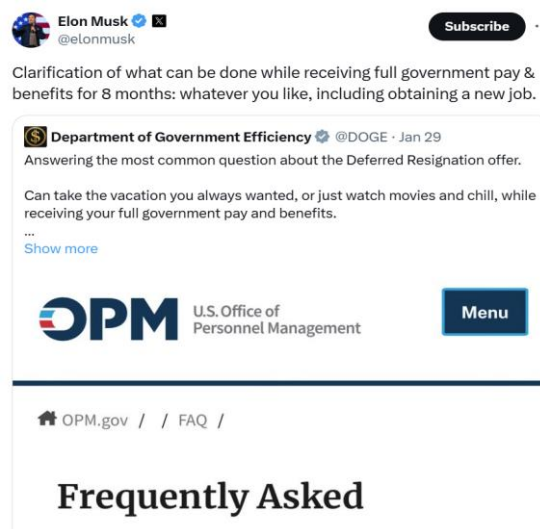 Elon Musk
Subscribe
@elonmusk
Clarification of what can be done while receiving full government pay &
benefits for 8 months: whatever you like, including obtaining a new job.
Department of Government Efficiency @DOGE · Jan 29
Answering the most common question about the Deferred Resignation offer.
Can take the vacation you always wanted, or just watch movies and chill, while
receiving your full government pay and benefits.
...
Show more
OPM
U.S. Office of
Personnel Management
Menu
OPM.gov / / FAQ /
Frequently Asked